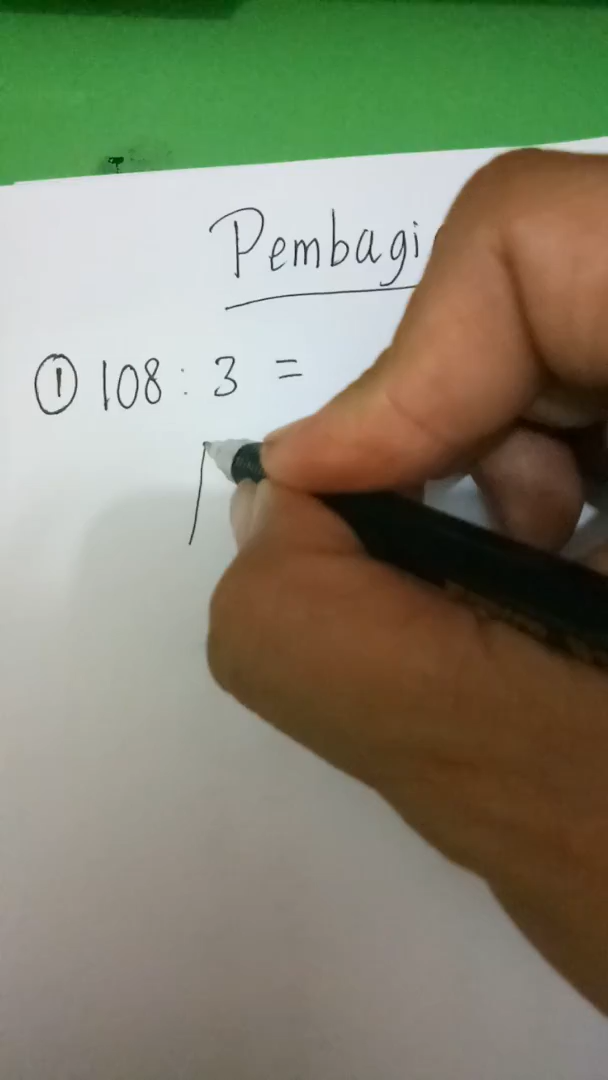 Pembagi
① 108 : 3 =